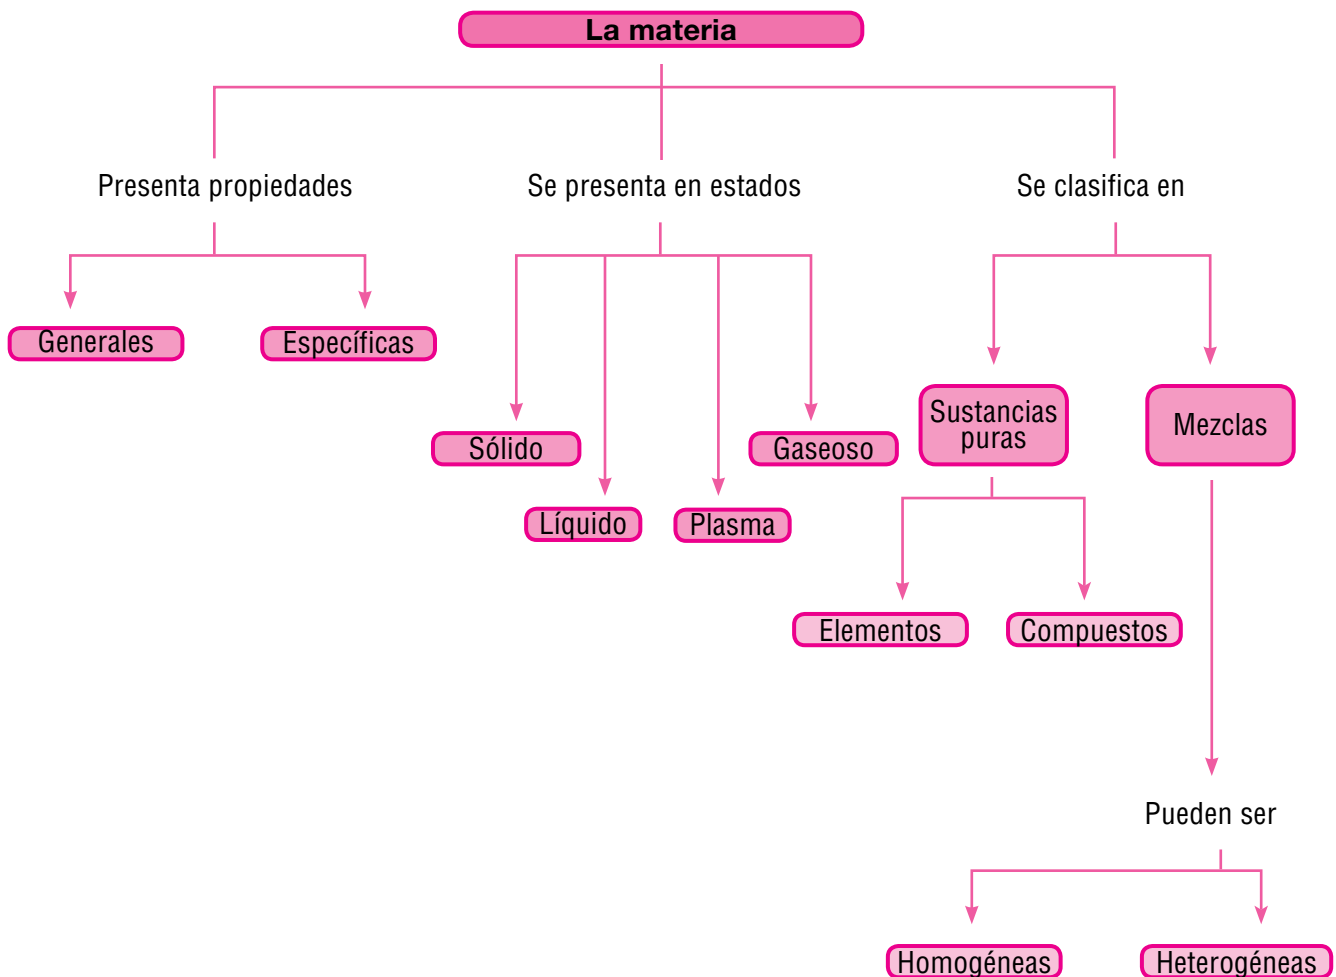 La materia
Presenta propiedades
Se presenta en estados
Se clasifica en
Generales
Específicas
Sustancias
puras
Mezclas
Sólido
Gaseoso
Líquido
Plasma
Elementos
Compuestos
Pueden ser
Homogéneas
Heterogéneas